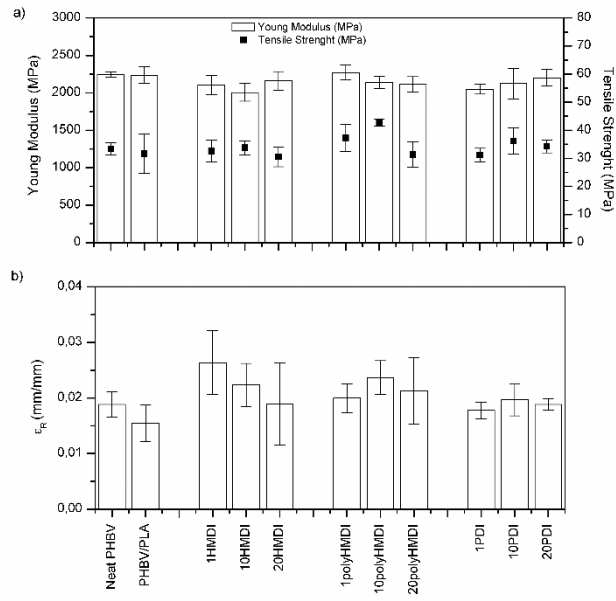 a)
Young Modulus (MPa)
3000
2500
2000
1500
1000
500
0
Young Modulus (MPa)
Tensile Strenght (MPa)
80
70
60
50
40
30
20
10
0
Tensile Strenght (MPa)
b)
εR (mm/mm)
0,04
0,03
0,02
0,01
0,00
Neat PHBV
PHBV/PLA
1HMDI
10HMDI
20HMDI
1polyHMDI
10polyHMDI
20polyHMDI
1PDI
10PDI
20PDI